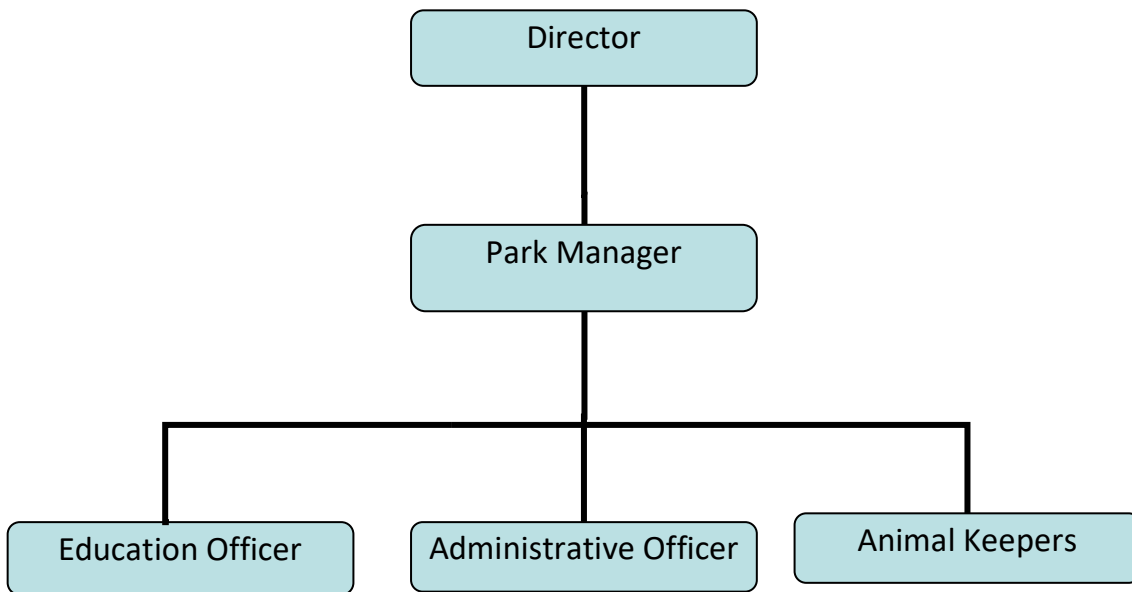 Director
Park Manager
Education Officer
Administrative Officer
Animal Keepers